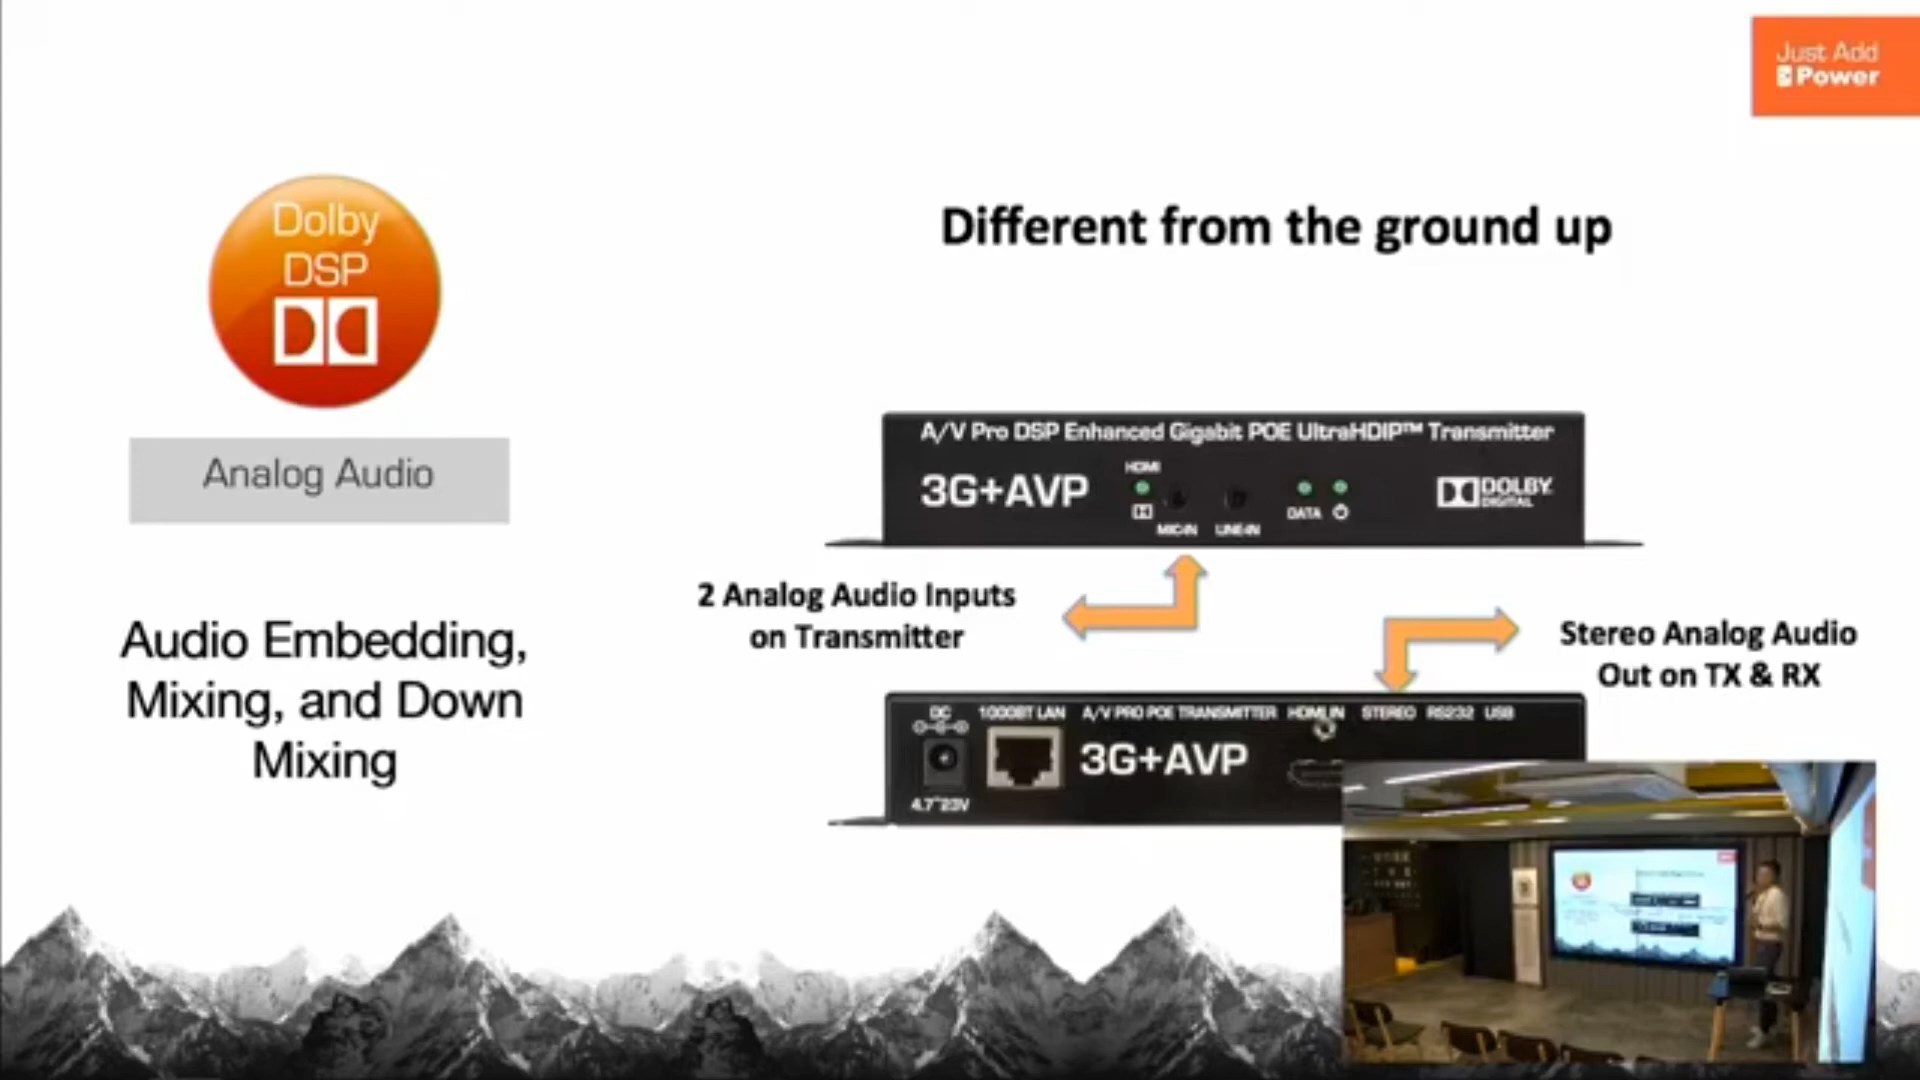 Just Add
Power
Dolby
DSP
Different from the ground up
Analog Audio
A/V Pro DSP Enhanced Gigabit POE UltraHDIP™ Transmitter
HDMI
3G+AVP
DOLBY
DIGITAL
DATA
MIC-IN
LINE-IN
2 Analog Audio Inputs
on Transmitter
Audio Embedding,
Mixing, and Down
Mixing
Stereo Analog Audio
Out on TX & RX
DC
1000BT LAN
A/V PRO POE TRANSMITTER
HDMI IN
STEREO
RS232
USB
3G+AVP
4.7~23V